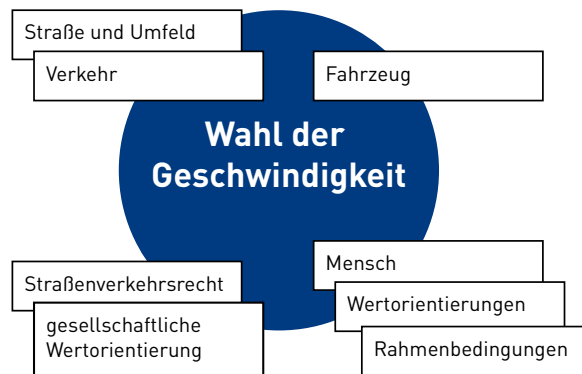 Straße und Umfeld
Verkehr
Fahrzeug
Wahl der
Geschwindigkeit
Straßenverkehrsrecht
gesellschaftliche
Wertorientierung
Mensch
Wertorientierungen
Rahmenbedingungen